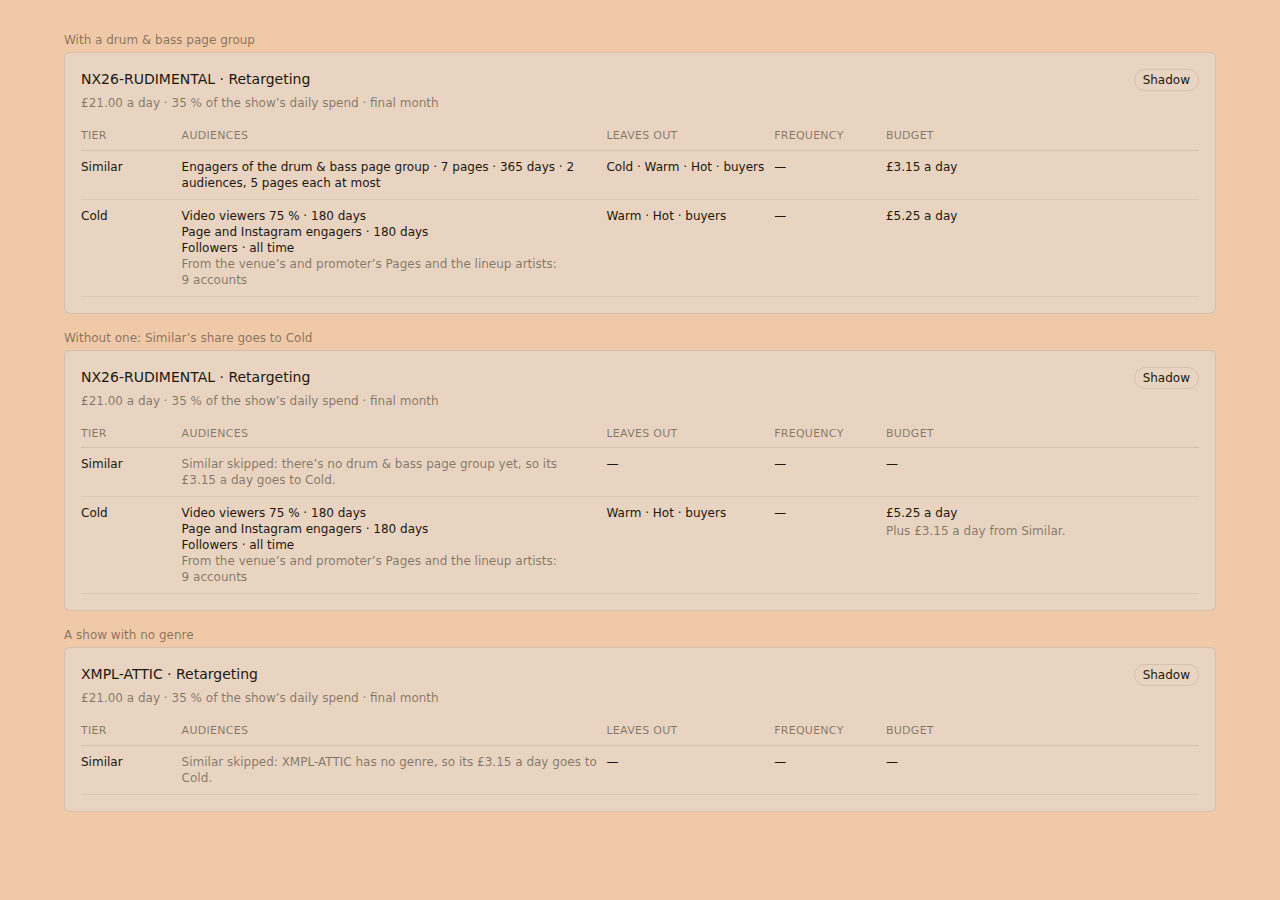 With a drum & bass page group
NX26-RUDIMENTAL · Retargeting
Shadow
£21.00 a day · 35 % of the show’s daily spend · final month
TIER AUDIENCES LEAVES OUT FREQUENCY BUDGET
Similar Engagers of the drum & bass page group · 7 pages · 365 days · 2 Cold · Warm · Hot · buyers — £3.15 a day
audiences, 5 pages each at most
Cold Video viewers 75 % · 180 days Warm · Hot · buyers — £5.25 a day
Page and Instagram engagers · 180 days
Followers · all time
From the venue’s and promoter’s Pages and the lineup artists:
9 accounts
Without one: Similar’s share goes to Cold
NX26-RUDIMENTAL · Retargeting
Shadow
£21.00 a day · 35 % of the show’s daily spend · final month
TIER AUDIENCES LEAVES OUT FREQUENCY BUDGET
Similar Similar skipped: there’s no drum & bass page group yet, so its — — —
£3.15 a day goes to Cold.
Cold Video viewers 75 % · 180 days Warm · Hot · buyers — £5.25 a day
Page and Instagram engagers · 180 days Plus £3.15 a day from Similar.
Followers · all time
From the venue’s and promoter’s Pages and the lineup artists:
9 accounts
A show with no genre
XMPL-ATTIC · Retargeting
Shadow
£21.00 a day · 35 % of the show’s daily spend · final month
TIER AUDIENCES LEAVES OUT FREQUENCY BUDGET
Similar Similar skipped: XMPL-ATTIC has no genre, so its £3.15 a day goes to — — —
Cold.